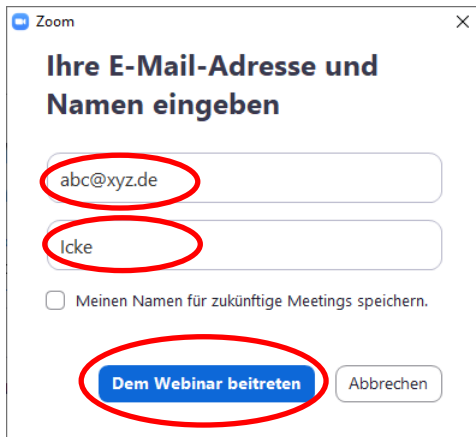 Zoom
Ihre E-Mail-Adresse und
Namen eingeben
abc@xyz.de
Icke
Meinen Namen für zukünftige Meetings speichern.
Dem Webinar beitreten Abbrechen